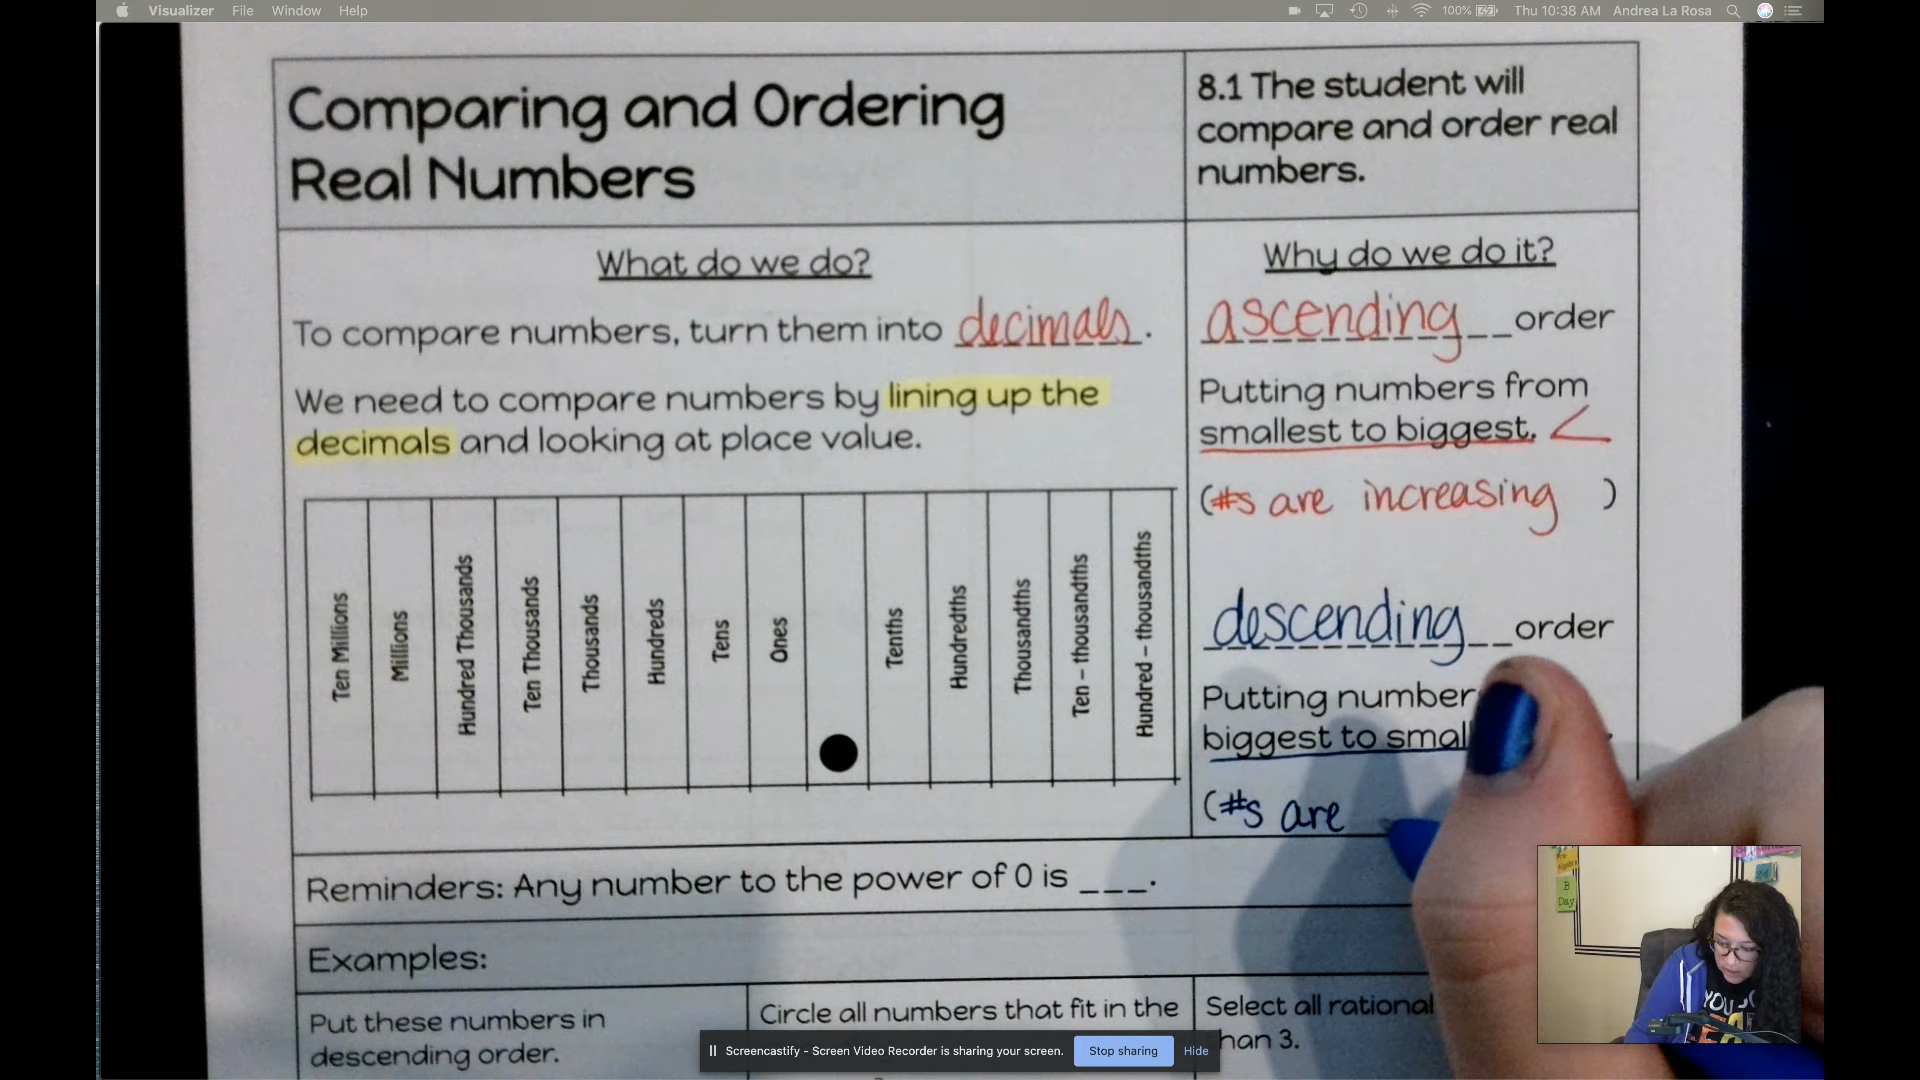 Visualizer File Window Help 100% Thu 10:38 AM Andrea La Rosa
Comparing and Ordering
Real Numbers
8.1 The student will
compare and order real
numbers.
What do we do?
To compare numbers, turn them into decimals.
We need to compare numbers by lining up the
decimals and looking at place value.
Ten Millions
Millions
Hundred Thousands
Ten Thousands
Thousands
Hundreds
Tens
Ones
Tenths
Hundredths
Thousandths
Ten - thousandths
Hundred - thousandths
Why do we do it?
ascending order
Putting numbers from
smallest to biggest. <
(#s are increasing )
descending order
Putting number
biggest to smal
(#s are
Reminders: Any number to the power of 0 is ___.
Examples:
Put these numbers in
descending order.
Circle all numbers that fit in the
Select all rational
han 3.
B
Day
Screencastify - Screen Video Recorder is sharing your screen. Stop sharing Hide